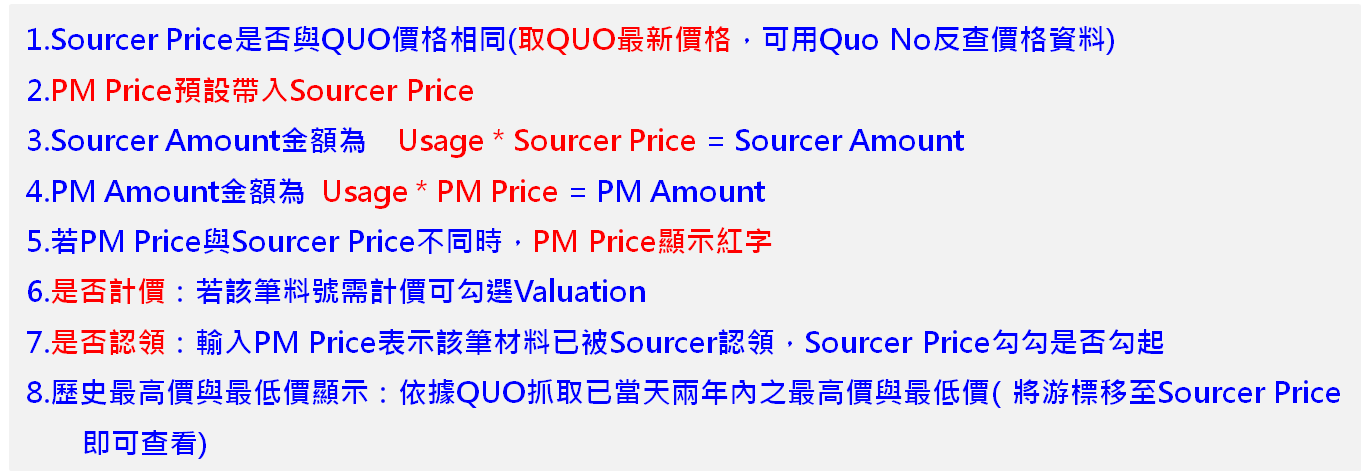 1.Sourcer Price是否與QUO價格相同(取QUO最新價格，可用Quo No反查價格資料)
2.PM Price預設帶入Sourcer Price
3.Sourcer Amount金額為 Usage * Sourcer Price = Sourcer Amount
4.PM Amount金額為 Usage * PM Price = PM Amount
5.若PM Price與Sourcer Price不同時，PM Price顯示紅字
6.是否計價：若該筆料號需計價可勾選Valuation
7.是否認領：輸入PM Price表示該筆材料已被Sourcer認領，Sourcer Price勾勾是否勾起
8.歷史最高價與最低價顯示：依據QUO抓取已當天兩年內之最高價與最低價( 將游標移至Sourcer Price
即可查看)